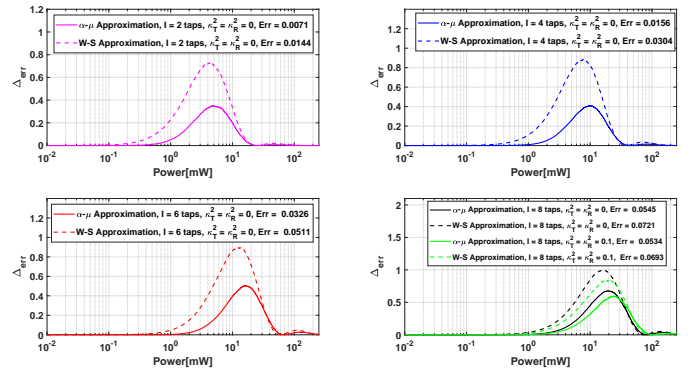 α-μ Approximation, l = 2 taps, κ_T^2 = κ_R^2 = 0, Err = 0.0071
W-S Approximation, l = 2 taps, κ_T^2 = κ_R^2 = 0, Err = 0.0144
Δ_err
1.2
1
0.8
0.6
0.4
0.2
0
10^-2 10^-1 10^0 10^1 10^2
Power[mW]
α-μ Approximation, l = 4 taps, κ_T^2 = κ_R^2 = 0, Err = 0.0156
W-S Approximation, l = 4 taps, κ_T^2 = κ_R^2 = 0, Err = 0.0304
Δ_err
1.2
1
0.8
0.6
0.4
0.2
0
10^-2 10^-1 10^0 10^1 10^2
Power[mW]
α-μ Approximation, l = 6 taps, κ_T^2 = κ_R^2 = 0, Err = 0.0326
W-S Approximation, l = 6 taps, κ_T^2 = κ_R^2 = 0, Err = 0.0511
Δ_err
1.4
1.2
1
0.8
0.6
0.4
0.2
0
10^-2 10^-1 10^0 10^1 10^2
Power[mW]
α-μ Approximation, l = 8 taps, κ_T^2 = κ_R^2 = 0, Err = 0.0545
W-S Approximation, l = 8 taps, κ_T^2 = κ_R^2 = 0, Err = 0.0721
α-μ Approximation, l = 8 taps, κ_T^2 = κ_R^2 = 0.1, Err = 0.0534
W-S Approximation, l = 8 taps, κ_T^2 = κ_R^2 = 0.1, Err = 0.0693
Δ_err
2
1.5
1
0.5
0
10^-2 10^-1 10^0 10^1 10^2
Power[mW]